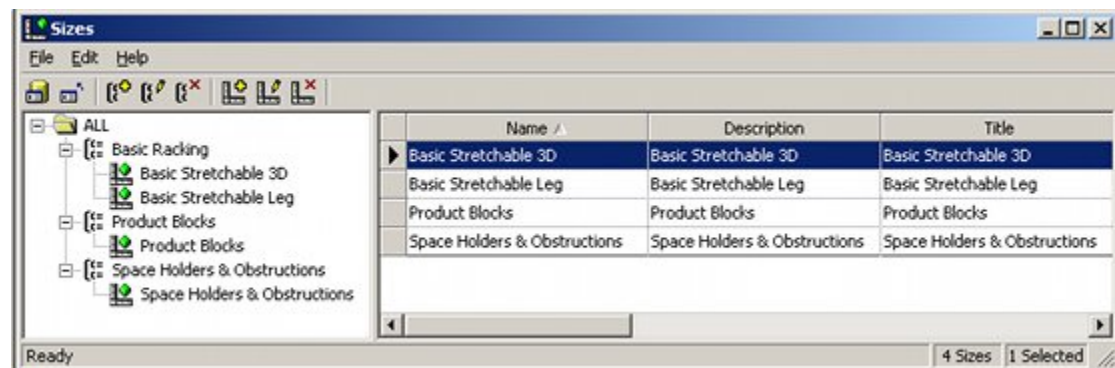 Sizes
File Edit Help
ALL
Basic Racking
Basic Stretchable 3D
Basic Stretchable Leg
Product Blocks
Product Blocks
Space Holders & Obstructions
Space Holders & Obstructions
Name Description Title
Basic Stretchable 3D Basic Stretchable 3D Basic Stretchable 3D
Basic Stretchable Leg Basic Stretchable Leg Basic Stretchable Leg
Product Blocks Product Blocks Product Blocks
Space Holders & Obstructions Space Holders & Obstructions Space Holders & Obstructions
Ready 4 Sizes 1 Selected